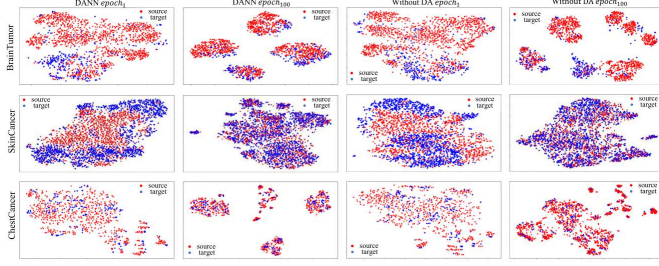 DANN epoch₁
DANN epoch₁₀₀
Without DA epoch₁
Without DA epoch₁₀₀
BrainTumor
source
target
source
target
source
target
source
target
SkinCancer
source
target
source
target
source
target
source
target
ChestCancer
source
target
source
target
source
target
source
target